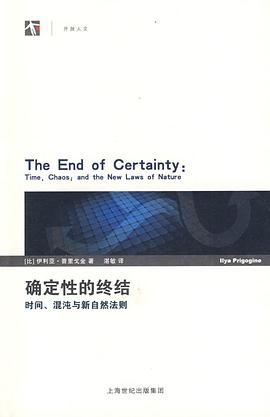 开放人文
The End of Certainty:
Time, Chaos, and the New Laws of Nature
[比] 伊利亚·普里戈金 著 湛敏 译
Ilya Prigogine
确定性的终结
时间、混沌与新自然法则
上海世纪出版集团